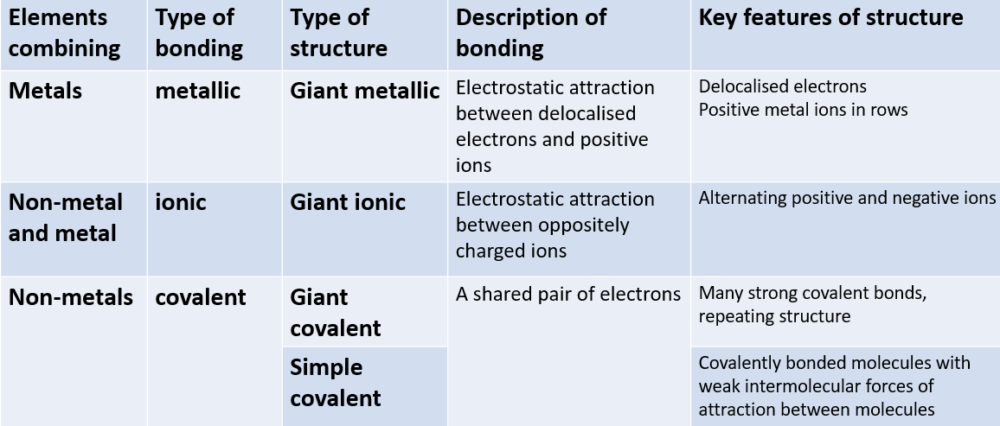 Elements combining
Type of bonding
Type of structure
Description of bonding
Key features of structure
Metals
metallic
Giant metallic
Electrostatic attraction
between delocalised
electrons and positive
ions
Delocalised electrons
Positive metal ions in rows
Non-metal
and metal
ionic
Giant ionic
Electrostatic attraction
between oppositely
charged ions
Alternating positive and negative ions
Non-metals
covalent
Giant
covalent
A shared pair of electrons
Many strong covalent bonds,
repeating structure
Simple
covalent
Covalently bonded molecules with
weak intermolecular forces of
attraction between molecules